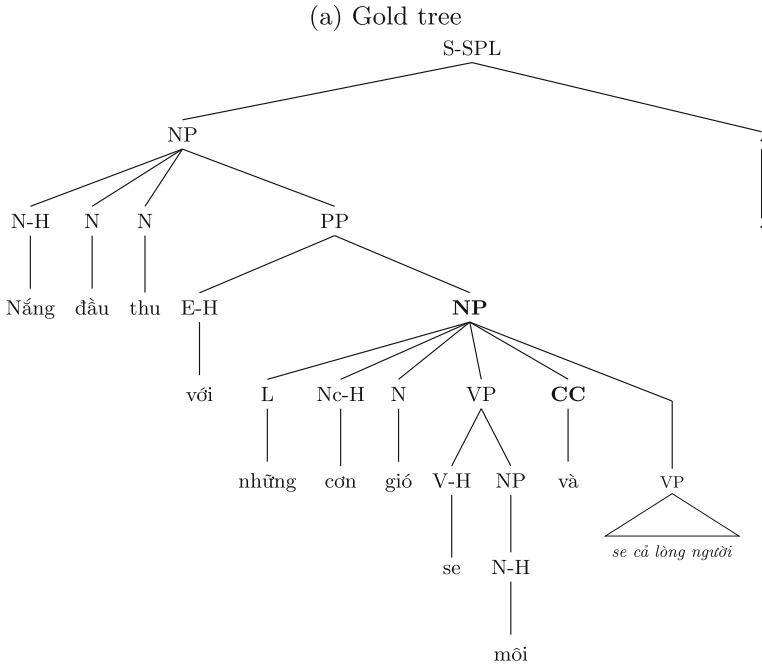 (a) Gold tree
S-SPL
NP
N-H N N PP
Nắng đầu thu E-H NP
với L Nc-H N VP CC
những cơn gió V-H NP và VP
se N-H se cả lòng người
môi